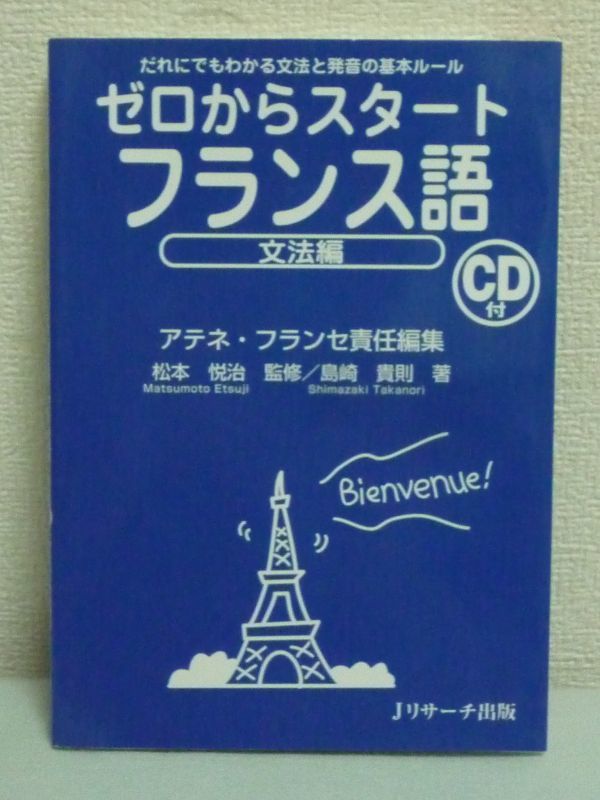 だれにでもわかる文法と発音の基本ルール
ゼロからスタート
フランス語
文法編
CD付
アテネ・フランセ責任編集
松本 悦治 監修／島崎 貴則 著
Matsumoto Etsuji Shimazaki Takanori
Bienvenue!
Jリサーチ出版